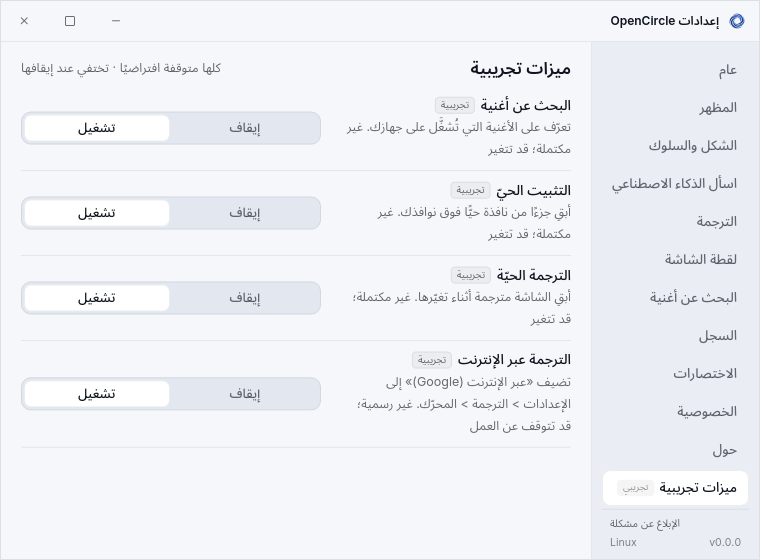 إعدادات OpenCircle
عام
المظهر
الشكل والسلوك
اسأل الذكاء الاصطناعي
الترجمة
لقطة الشاشة
البحث عن أغنية
السجل
الاختصارات
الخصوصية
حول
ميزات تجريبية تجريبي
الإبلاغ عن مشكلة
v0.0.0 Linux
ميزات تجريبية
كلها متوقفة افتراضيًا · تختفي عند إيقافها
البحث عن أغنية تجريبية
تعرّف على الأغنية التي تُشغَّل على جهازك. غير
مكتملة؛ قد تتغير
إيقاف تشغيل
التثبيت الحيّ تجريبية
أبقِ جزءًا من نافذة حيًّا فوق نوافذك. غير
مكتملة؛ قد تتغير
إيقاف تشغيل
الترجمة الحيّة تجريبية
أبقِ الشاشة مترجمة أثناء تغيّرها. غير مكتملة؛
قد تتغير
إيقاف تشغيل
الترجمة عبر الإنترنت تجريبية
تضيف «عبر الإنترنت (Google)» إلى
الإعدادات > الترجمة > المحرّك. غير رسمية؛
قد تتوقف عن العمل
إيقاف تشغيل